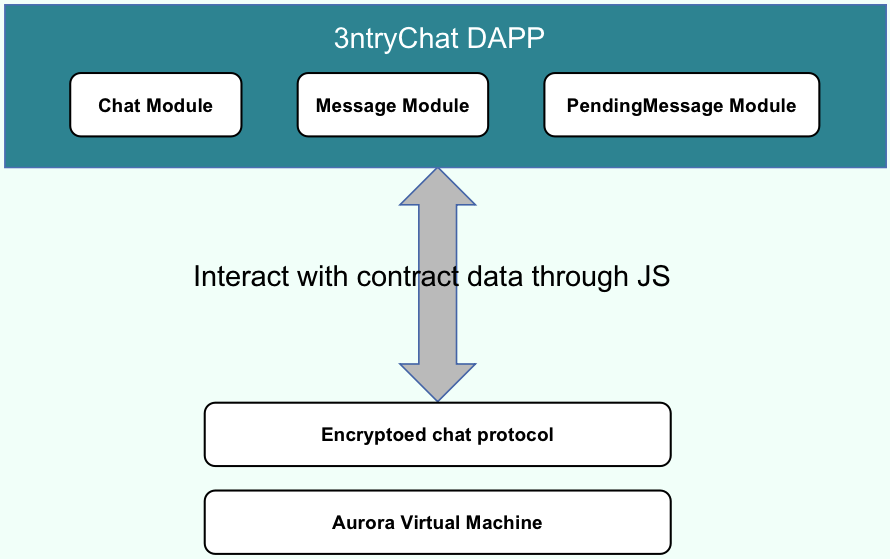 3ntryChat DAPP
Chat Module
Message Module
PendingMessage Module
Interact with contract data through JS
Encryptoed chat protocol
Aurora Virtual Machine